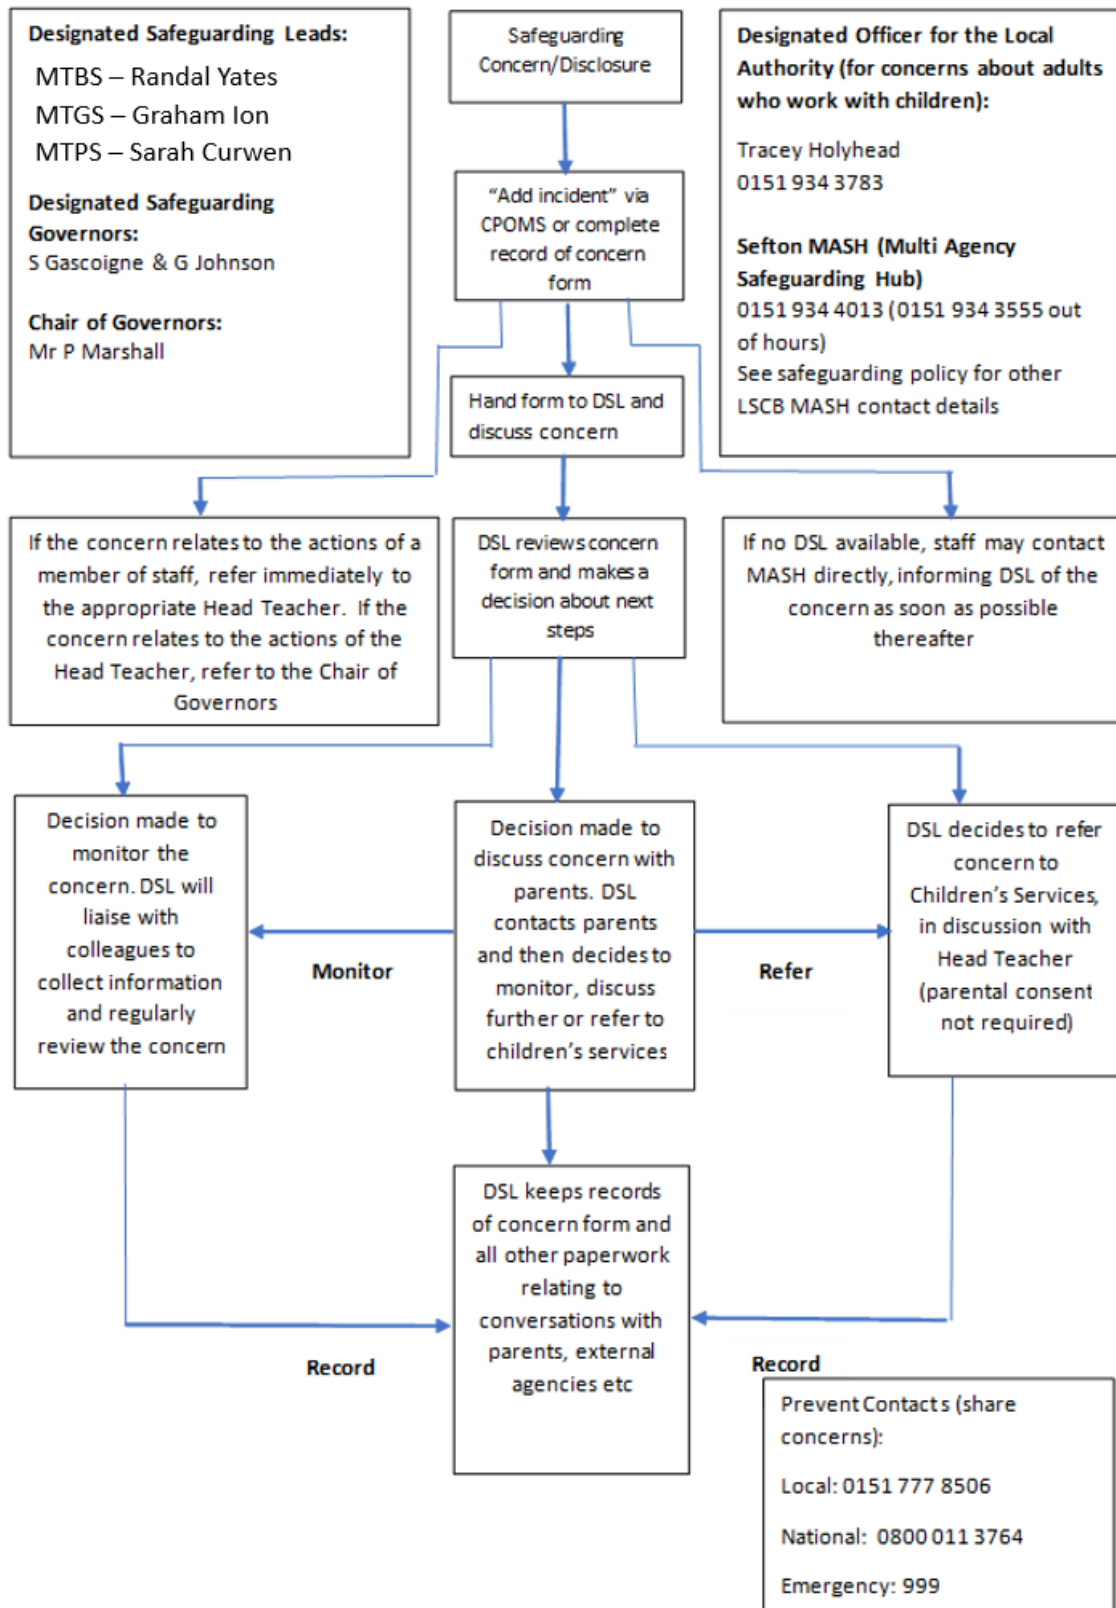 Designated Safeguarding Leads:
MTBS – Randal Yates
MTGS – Graham Ion
MTPS – Sarah Curwen
Designated Safeguarding
Governors:
S Gascoigne & G Johnson
Chair of Governors:
Mr P Marshall
Safeguarding
Concern/Disclosure
Designated Officer for the Local
Authority (for concerns about adults
who work with children):
Tracey Holyhead
0151 934 3783
Sefton MASH (Multi Agency
Safeguarding Hub)
0151 934 4013 (0151 934 3555 out
of hours)
See safeguarding policy for other
LSCB MASH contact details
“Add incident” via
CPOMS or complete
record of concern
form
Hand form to DSL and
discuss concern
If the concern relates to the actions of a
member of staff, refer immediately to
the appropriate Head Teacher. If the
concern relates to the actions of the
Head Teacher, refer to the Chair of
Governors
DSL reviews concern
form and makes a
decision about next
steps
If no DSL available, staff may contact
MASH directly, informing DSL of the
concern as soon as possible
thereafter
Decision made to
monitor the
concern. DSL will
liaise with
colleagues to
collect information
and regularly
review the concern
Monitor
Decision made to
discuss concern with
parents. DSL
contacts parents
and then decides to
monitor, discuss
further or refer to
children’s services
Refer
DSL decides to refer
concern to
Children’s Services,
in discussion with
Head Teacher
(parental consent
not required)
Record
DSL keeps records
of concern form and
all other paperwork
relating to
conversations with
parents, external
agencies etc
Record
Prevent Contacts (share
concerns):
Local: 0151 777 8506
National: 0800 011 3764
Emergency: 999